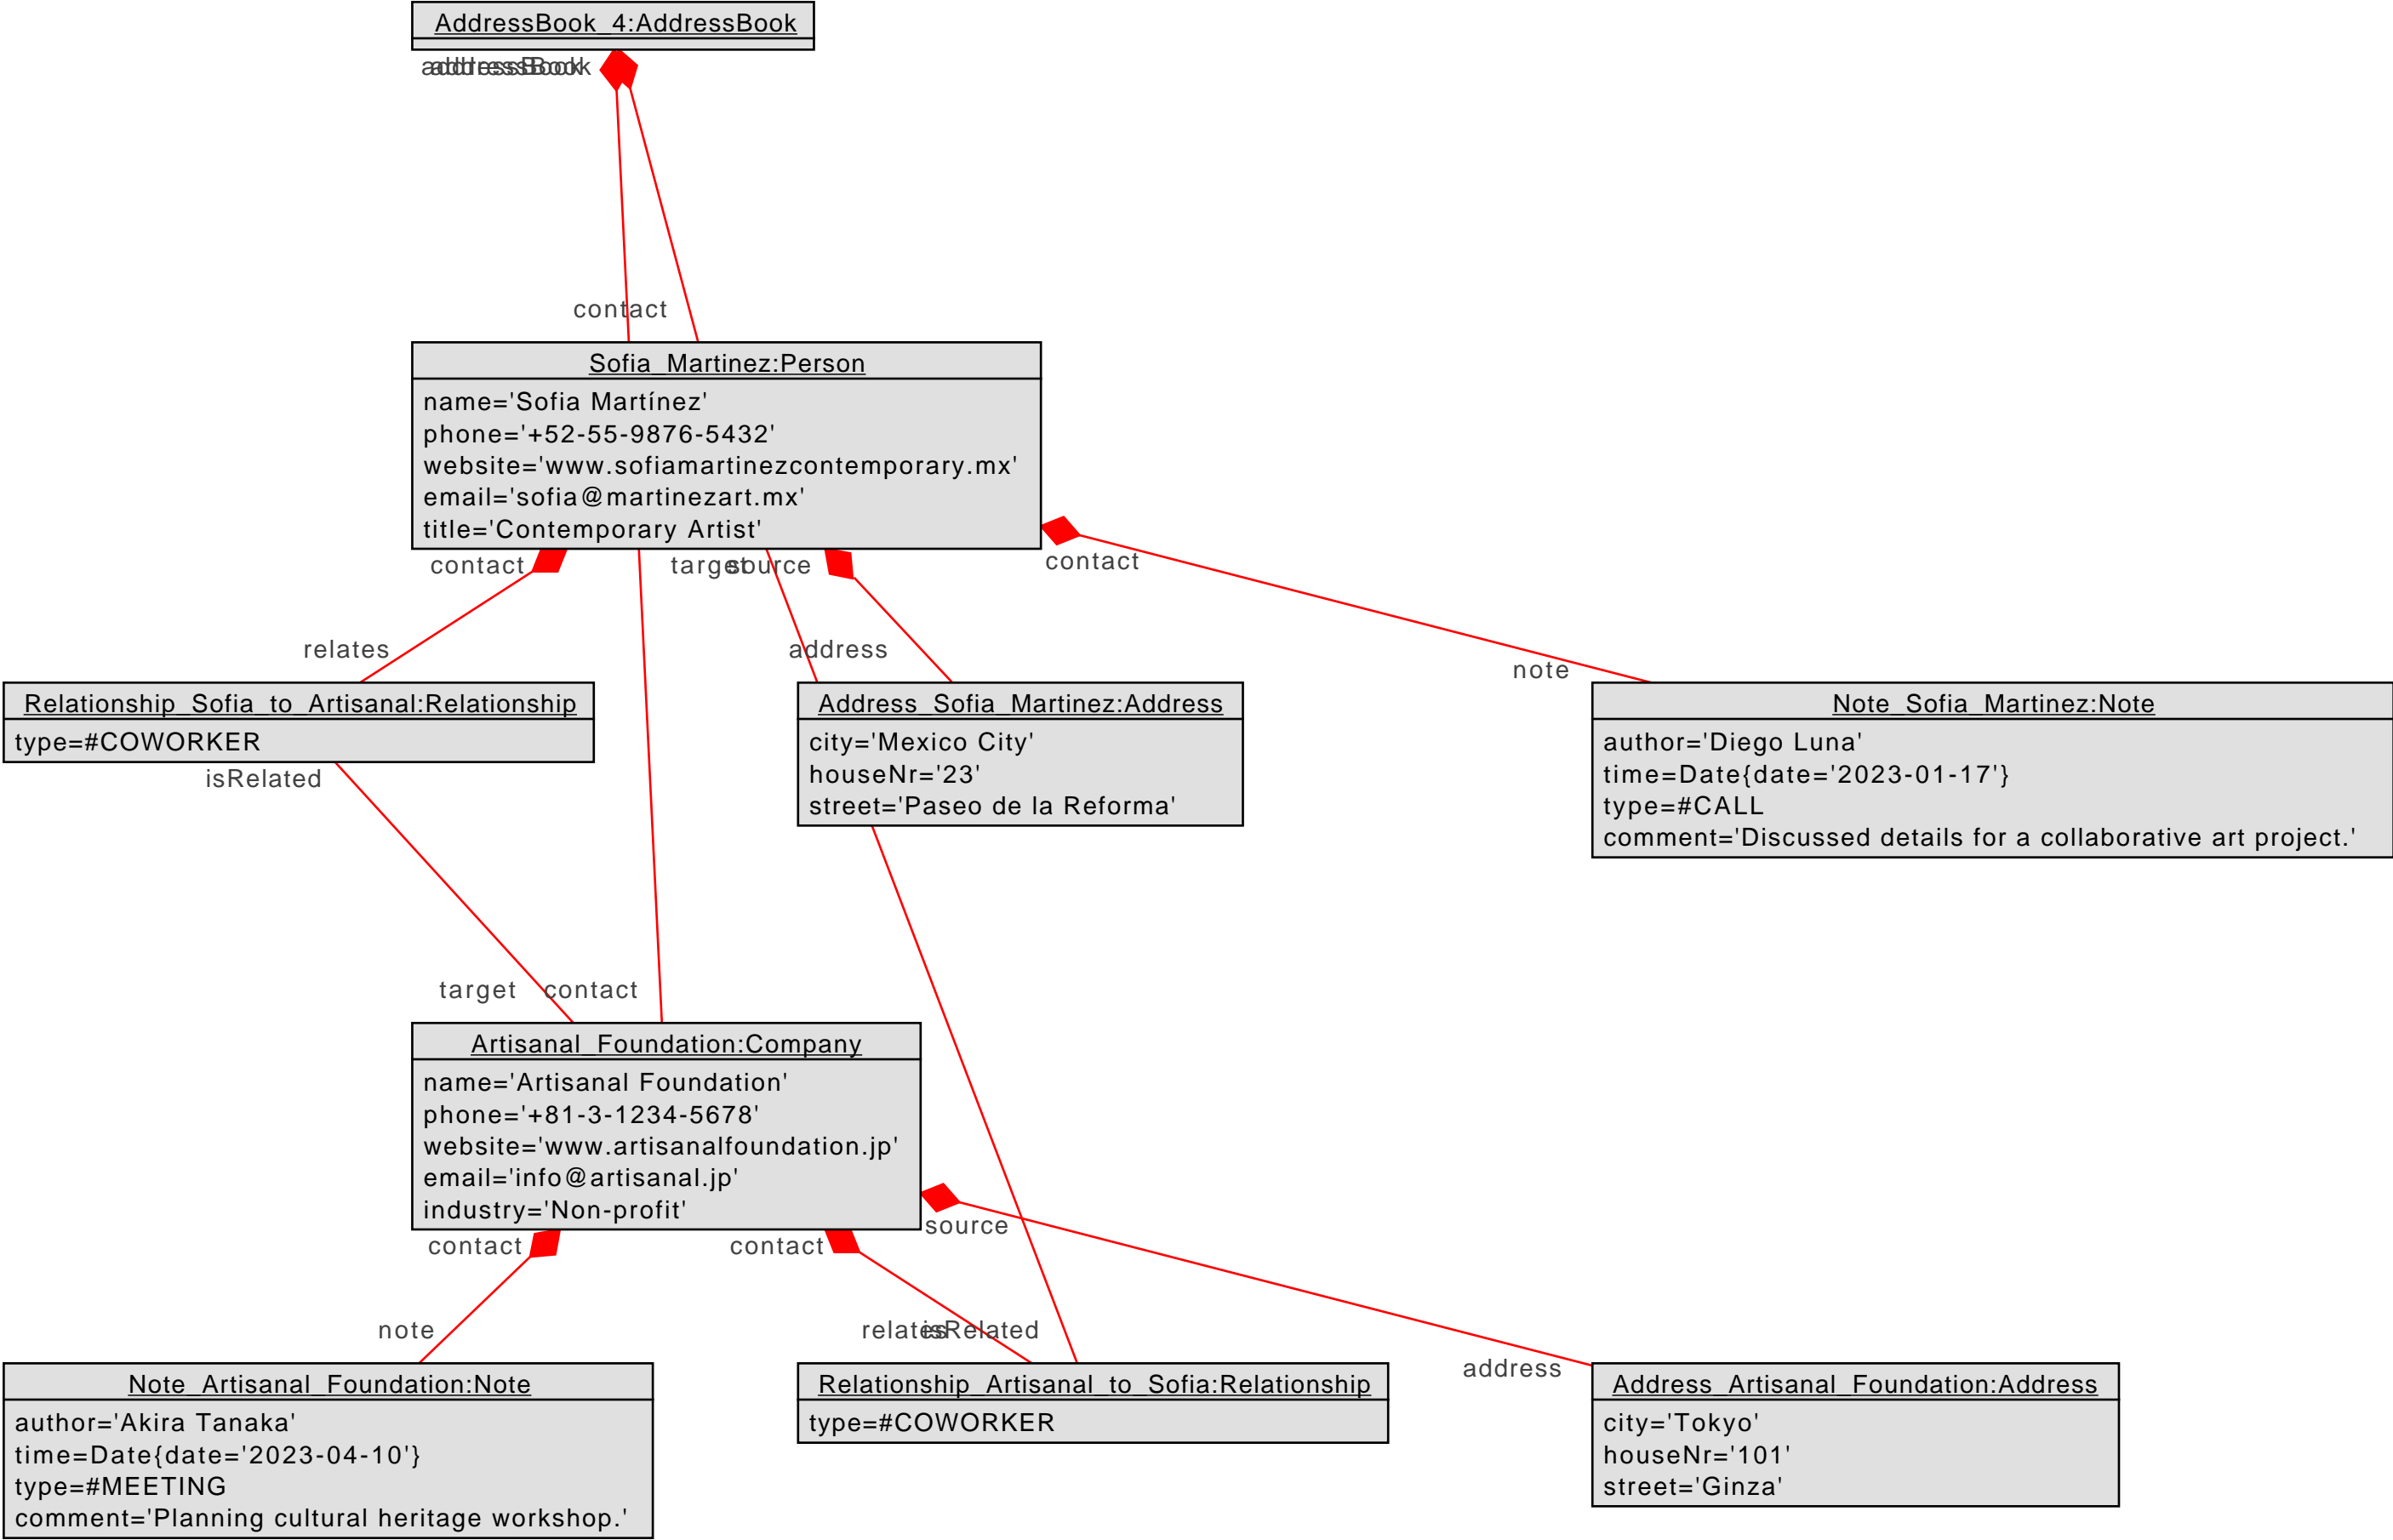 AddressBook_4:AddressBook
addressBook
addressBook
contact
Sofia_Martinez:Person
name='Sofia Martínez'
phone='+52-55-9876-5432'
website='www.sofiamartinezcontemporary.mx'
email='sofia@martinezart.mx'
title='Contemporary Artist'
contact
target
source
contact
relates
address
note
Relationship_Sofia_to_Artisanal:Relationship
type=#COWORKER
isRelated
Address_Sofia_Martinez:Address
city='Mexico City'
houseNr='23'
street='Paseo de la Reforma'
Note_Sofia_Martinez:Note
author='Diego Luna'
time=Date{date='2023-01-17'}
type=#CALL
comment='Discussed details for a collaborative art project.'
target
contact
Artisanal_Foundation:Company
name='Artisanal Foundation'
phone='+81-3-1234-5678'
website='www.artisanalfoundation.jp'
email='info@artisanal.jp'
industry='Non-profit'
contact
contact
source
note
relates
isRelated
address
Note_Artisanal_Foundation:Note
author='Akira Tanaka'
time=Date{date='2023-04-10'}
type=#MEETING
comment='Planning cultural heritage workshop.'
Relationship_Artisanal_to_Sofia:Relationship
type=#COWORKER
Address_Artisanal_Foundation:Address
city='Tokyo'
houseNr='101'
street='Ginza'